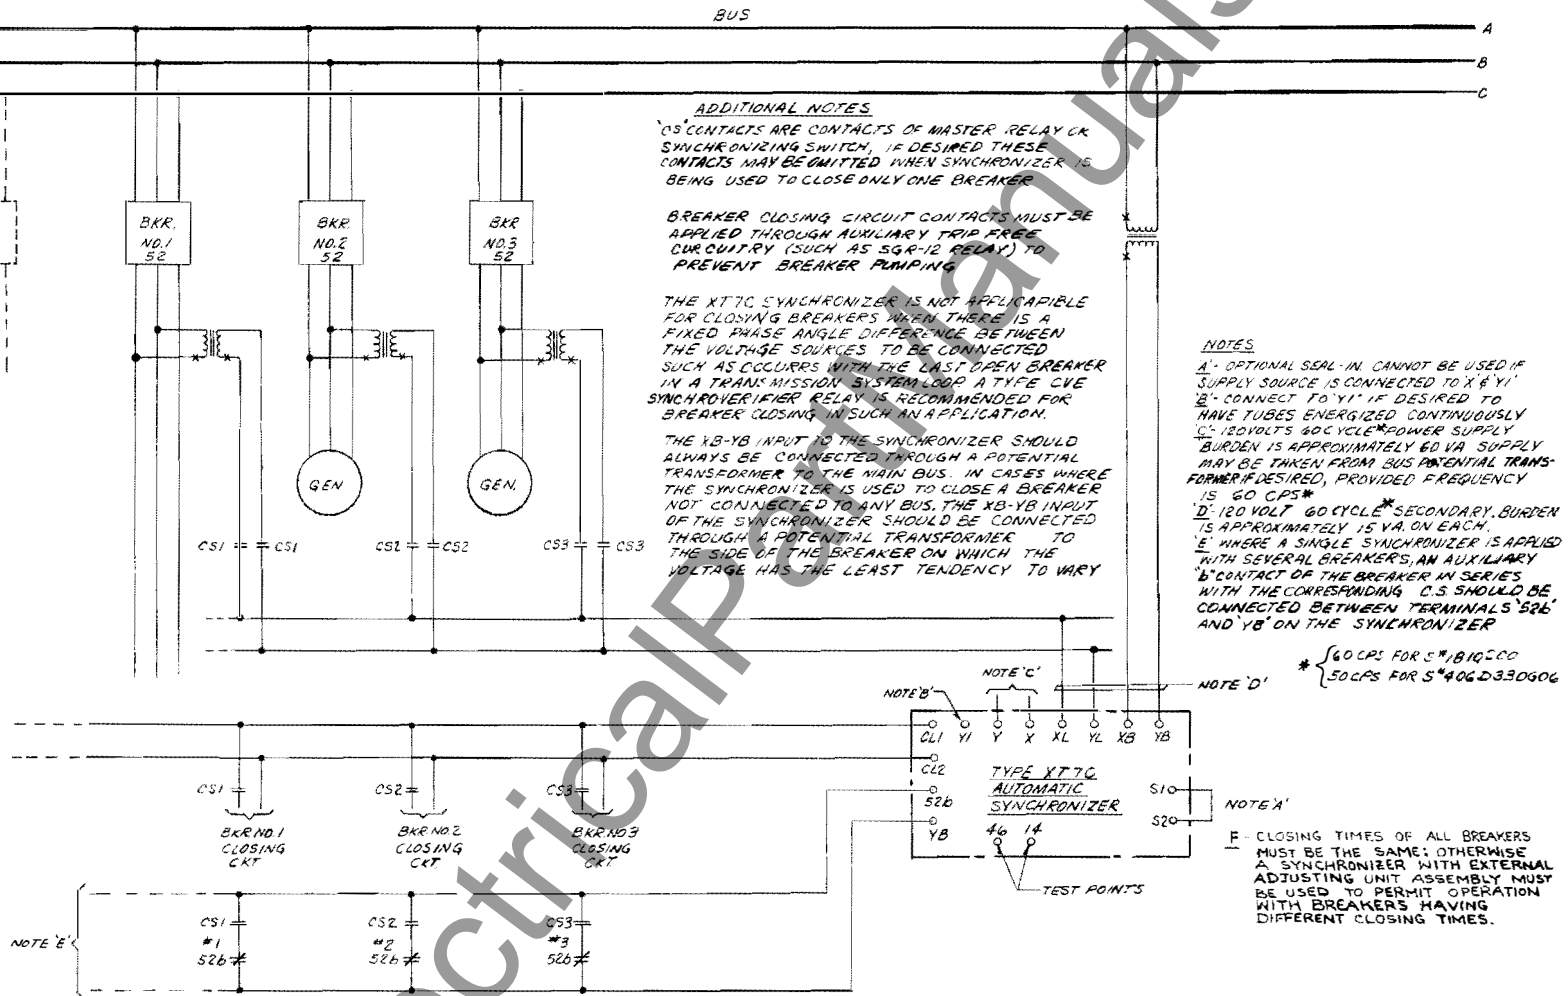 BUS
A
B
C
ADDITIONAL NOTES
'CS' CONTACTS ARE CONTACTS OF MASTER RELAY OR
SYNCHRONIZING SWITCH, IF DESIRED THESE
CONTACTS MAY BE OMITTED WHEN SYNCHRONIZER IS
BEING USED TO CLOSE ONLY ONE BREAKER
BREAKER CLOSING CIRCUIT CONTACTS MUST BE
APPLIED THROUGH AUXILIARY TRIP FREE
CURCUITRY (SUCH AS SGR-12 RELAY) TO
PREVENT BREAKER PUMPING
THE XT7C SYNCHRONIZER IS NOT APPLICAPIBLE
FOR CLOSING BREAKERS WHEN THERE IS A
FIXED PHASE ANGLE DIFFERENCE BETWEEN
THE VOLTAGE SOURCES TO BE CONNECTED
SUCH AS OCCURRS WITH THE LAST OPEN BREAKER
IN A TRANSMISSION SYSTEM LOOP A TYPE CVE
SYNCHROVERIFIER RELAY IS RECOMMENDED FOR
BREAKER CLOSING IN SUCH AN APPLICATION.
THE XB-YB INPUT TO THE SYNCHRONIZER SHOULD
ALWAYS BE CONNECTED THROUGH A POTENTIAL
TRANSFORMER TO THE MAIN BUS. IN CASES WHERE
THE SYNCHRONIZER IS USED TO CLOSE A BREAKER
NOT CONNECTED TO ANY BUS. THE XB-YB INPUT
OF THE SYNCHRONIZER SHOULD BE CONNECTED
THROUGH A POTENTIAL TRANSFORMER TO
THE SIDE OF THE BREAKER ON WHICH THE
VOLTAGE HAS THE LEAST TENDENCY TO VARY
BKR.
NO.1
52
BKR.
NO.2
52
BKR
NO.3
52
GEN
GEN.
CS1 CS1
CS2 CS2
CS3 CS3
NOTES
'A'- OPTIONAL SEAL-IN. CANNOT BE USED IF
SUPPLY SOURCE IS CONNECTED TO 'X' & 'Y1'
'B'- CONNECT TO 'Y1' IF DESIRED TO
HAVE TUBES ENERGIZED CONTINUOUSLY
'C'- 120VOLTS 60CYCLE* POWER SUPPLY
BURDEN IS APPROXIMATELY 60 VA SUPPLY
MAY BE TAKEN FROM BUS POTENTIAL TRANS-
FORMER IF DESIRED, PROVIDED FREQUENCY
IS 60 CPS*
'D'-120 VOLT 60 CYCLE* SECONDARY. BURDEN
IS APPROXIMATELY 15 VA. ON EACH.
'E' WHERE A SINGLE SYNCHRONIZER IS APPLIED
WITH SEVERAL BREAKERS, AN AUXILIARY
'b' CONTACT OF THE BREAKER IN SERIES
WITH THE CORRESPONDING C.S. SHOULD BE
CONNECTED BETWEEN TERMINALS '52b'
AND 'YB' ON THE SYNCHRONIZER
* { 60 CPS FOR S#
50 CPS FOR S#406D330G06
NOTE 'B'
NOTE 'C'
NOTE 'D'
CL1 Y1 Y X XL YL XB YB
CL2
52b
YB
TYPE XT7C
AUTOMATIC
SYNCHRONIZER
46 14
S1
S2
NOTE 'A'
TEST POINTS
F - CLOSING TIMES OF ALL BREAKERS
MUST BE THE SAME; OTHERWISE
A SYNCHRONIZER WITH EXTERNAL
ADJUSTING UNIT ASSEMBLY MUST
BE USED TO PERMIT OPERATION
WITH BREAKERS HAVING
DIFFERENT CLOSING TIMES.
CS1
BKR NO.1
CLOSING
CKT
CS2
BKR NO.2
CLOSING
CKT
CS3
BKR NO3
CLOSING
CKT
NOTE 'E'
CS1
#1
52b
CS2
#2
52b
CS3
#3
52b
ectricalPartManuals